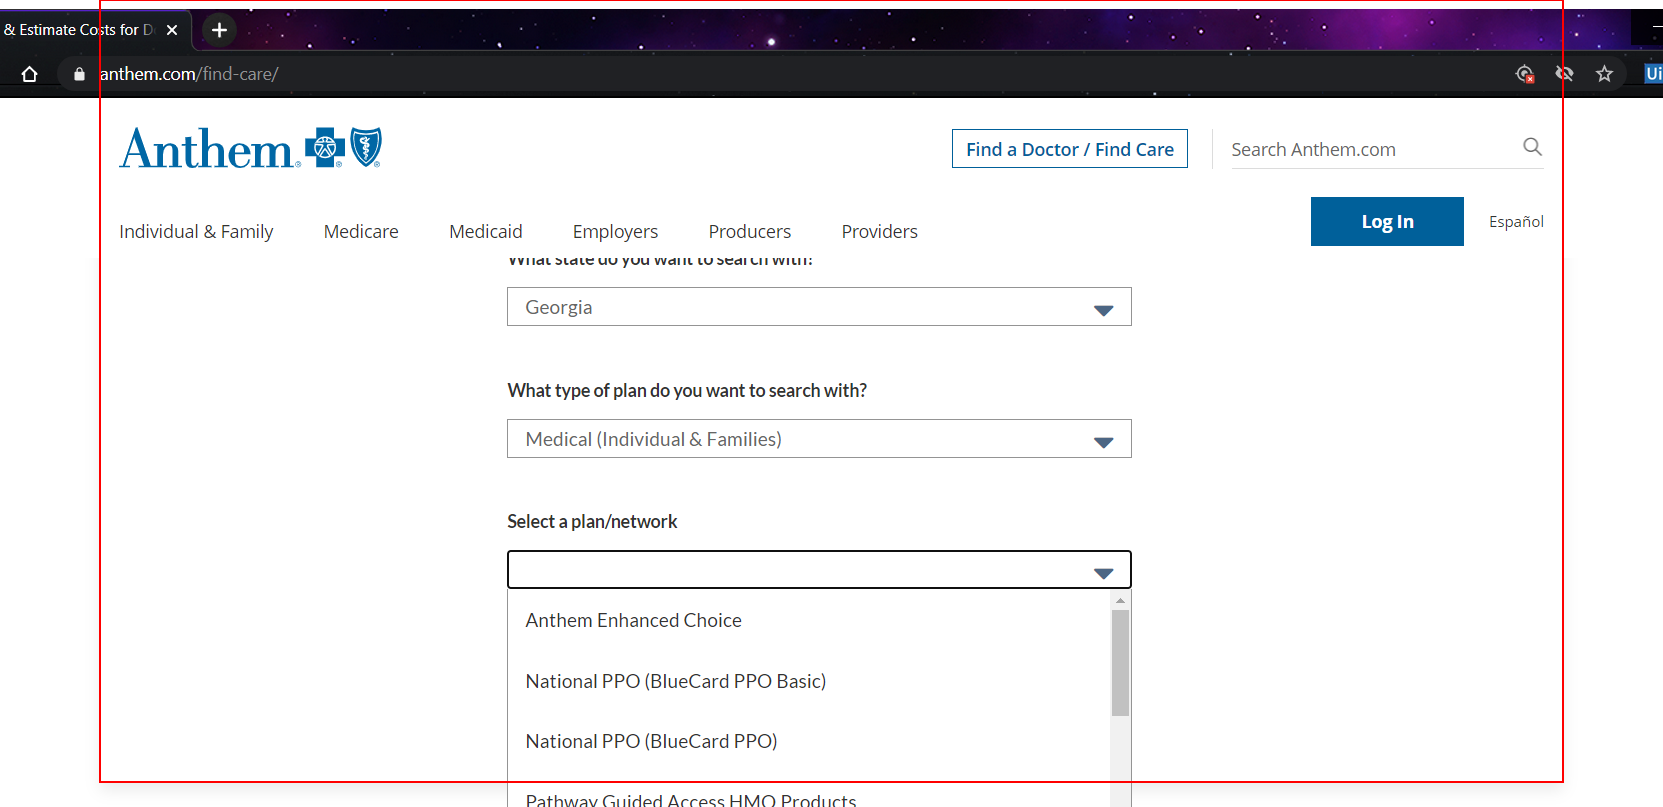 & Estimate Costs for D
anthem.com/find-care/
Ui
Anthem
Find a Doctor / Find Care
Search Anthem.com
Individual & Family
Medicare
Medicaid
Employers
Producers
Providers
Log In
Español
What state do you want to search with?
Georgia
What type of plan do you want to search with?
Medical (Individual & Families)
Select a plan/network
Anthem Enhanced Choice
National PPO (BlueCard PPO Basic)
National PPO (BlueCard PPO)
Pathway Guided Access HMO Products